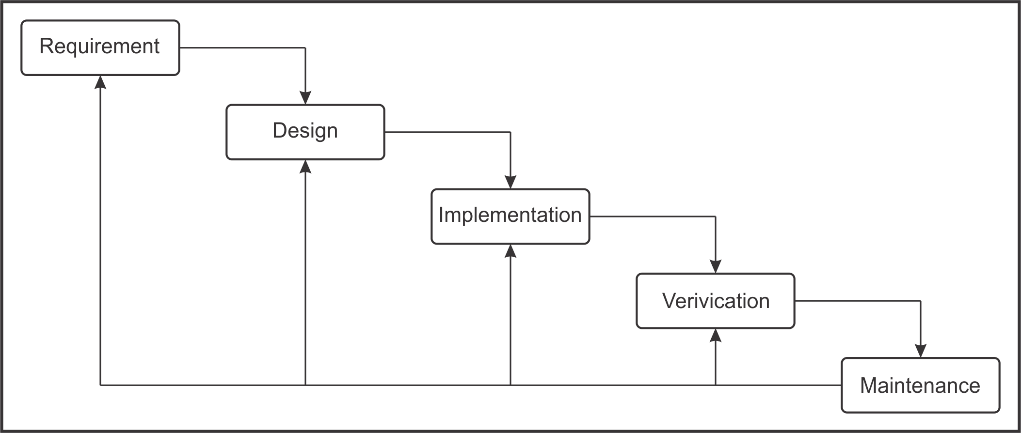 Requirement
Design
Implementation
Verivication
Maintenance